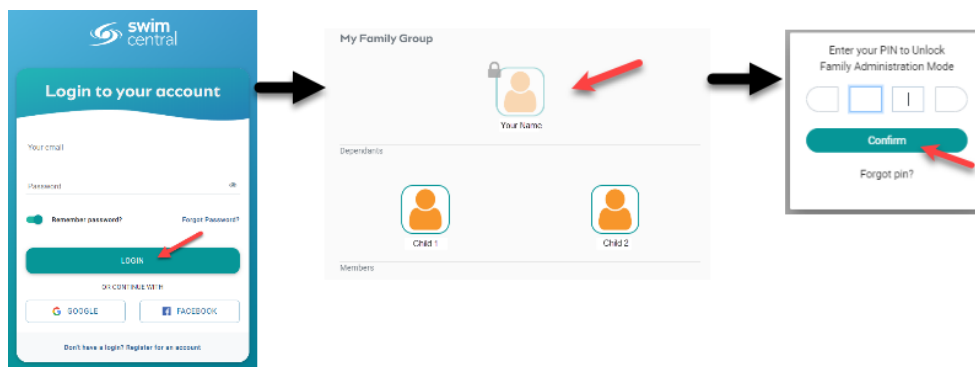 swim
central
Login to your account
Your email
Password
Remember password?
Forgot Password?
LOGIN
OR CONTINUE WITH
GOOGLE
FACEBOOK
Don't have a login? Register for an account
My Family Group
Your Name
Dependants
Child 1
Child 2
Members
Enter your PIN to Unlock
Family Administration Mode
Confirm
Forgot pin?